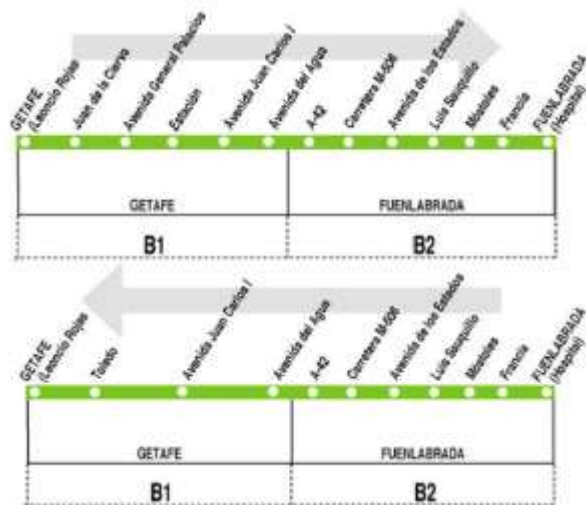 GETAFE
(Leoncio Rojas
Juan de la Cierva
Avenida General Palacios
Estación
Avenida Juan Carlos I
Avenida del Agua
A-42
Carretera M-506
Avenida de los Estados
Luis Sauquillo
Mostoles
Francia
FUENLABRADA
(Hospital)
GETAFE
FUENLABRADA
B1
B2
GETAFE
(Leoncio Rojas
Toledo
Avenida Juan Carlos I
Avenida del Agua
A-42
Carretera M-506
Avenida de los Estados
Luis Sauquillo
Mostoles
Francia
FUENLABRADA
(Hospital)
GETAFE
FUENLABRADA
B1
B2